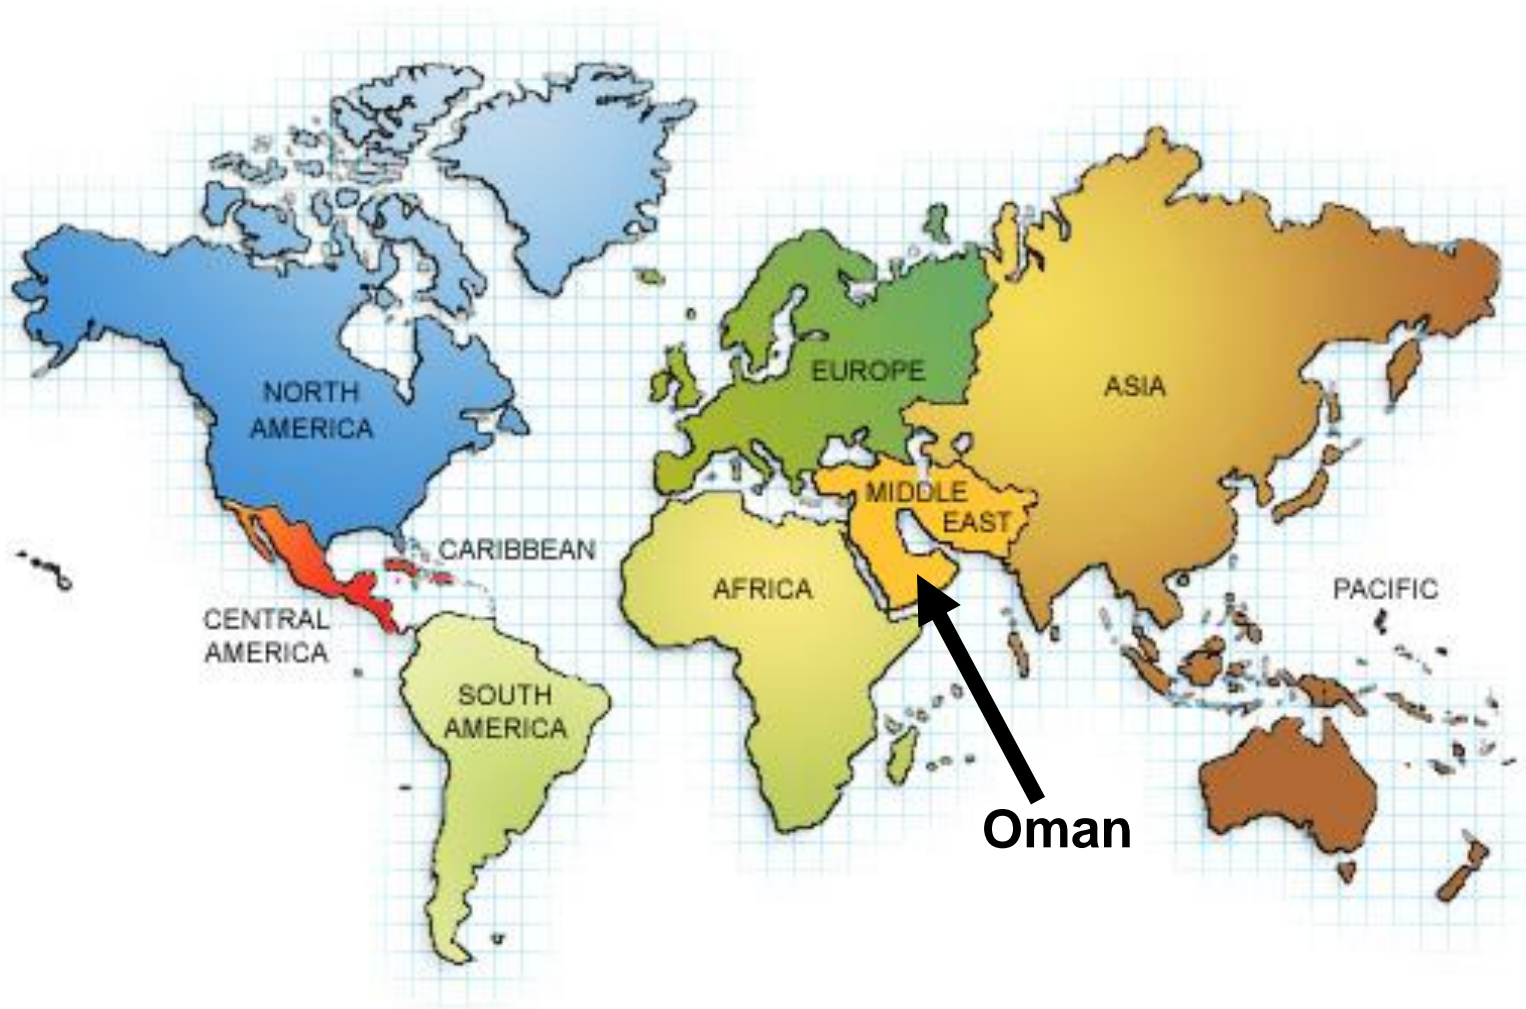 NORTH
AMERICA
EUROPE
ASIA
MIDDLE
EAST
CARIBBEAN
AFRICA
PACIFIC
CENTRAL
AMERICA
SOUTH
AMERICA
Oman